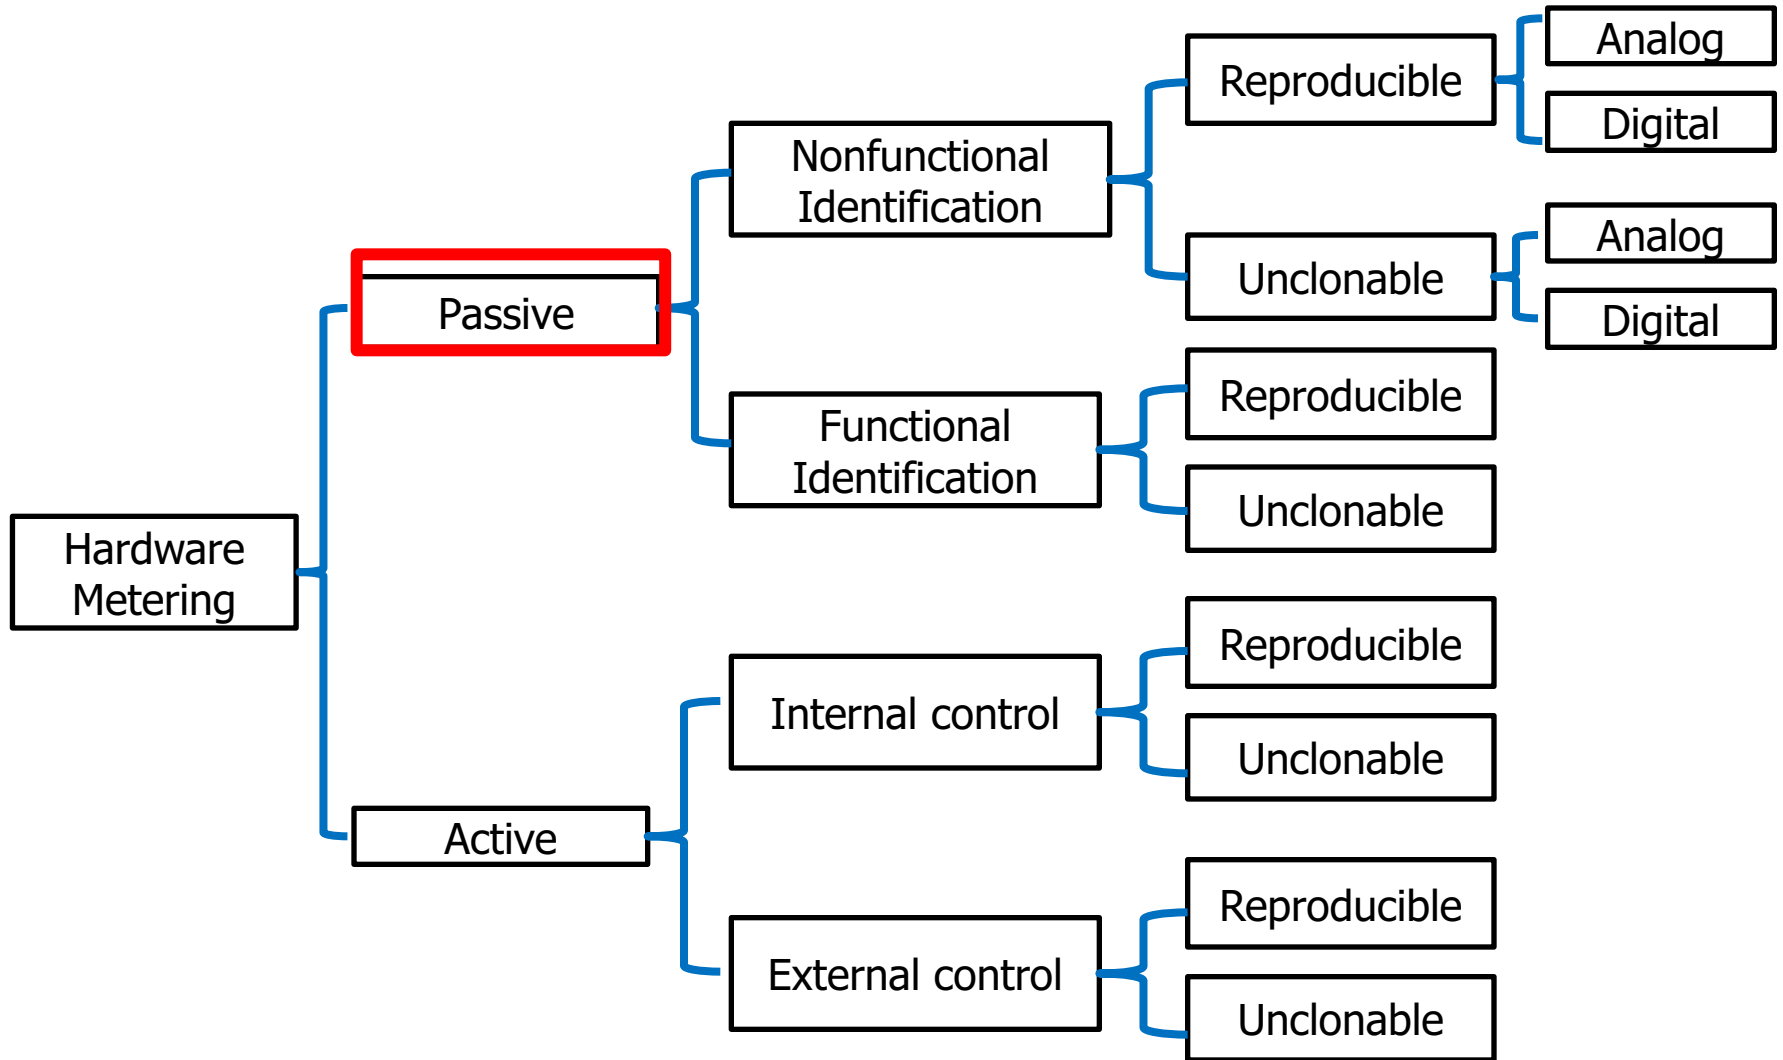 Hardware
Metering
Passive
Nonfunctional
Identification
Reproducible
Analog
Digital
Unclonable
Analog
Digital
Functional
Identification
Reproducible
Unclonable
Active
Internal control
Reproducible
Unclonable
External control
Reproducible
Unclonable